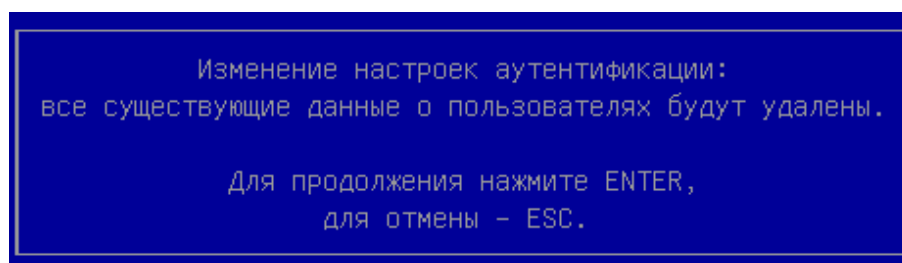 Изменение настроек аутентификации:
все существующие данные о пользователях будут удалены.
Для продолжения нажмите ENTER,
для отмены – ESC.